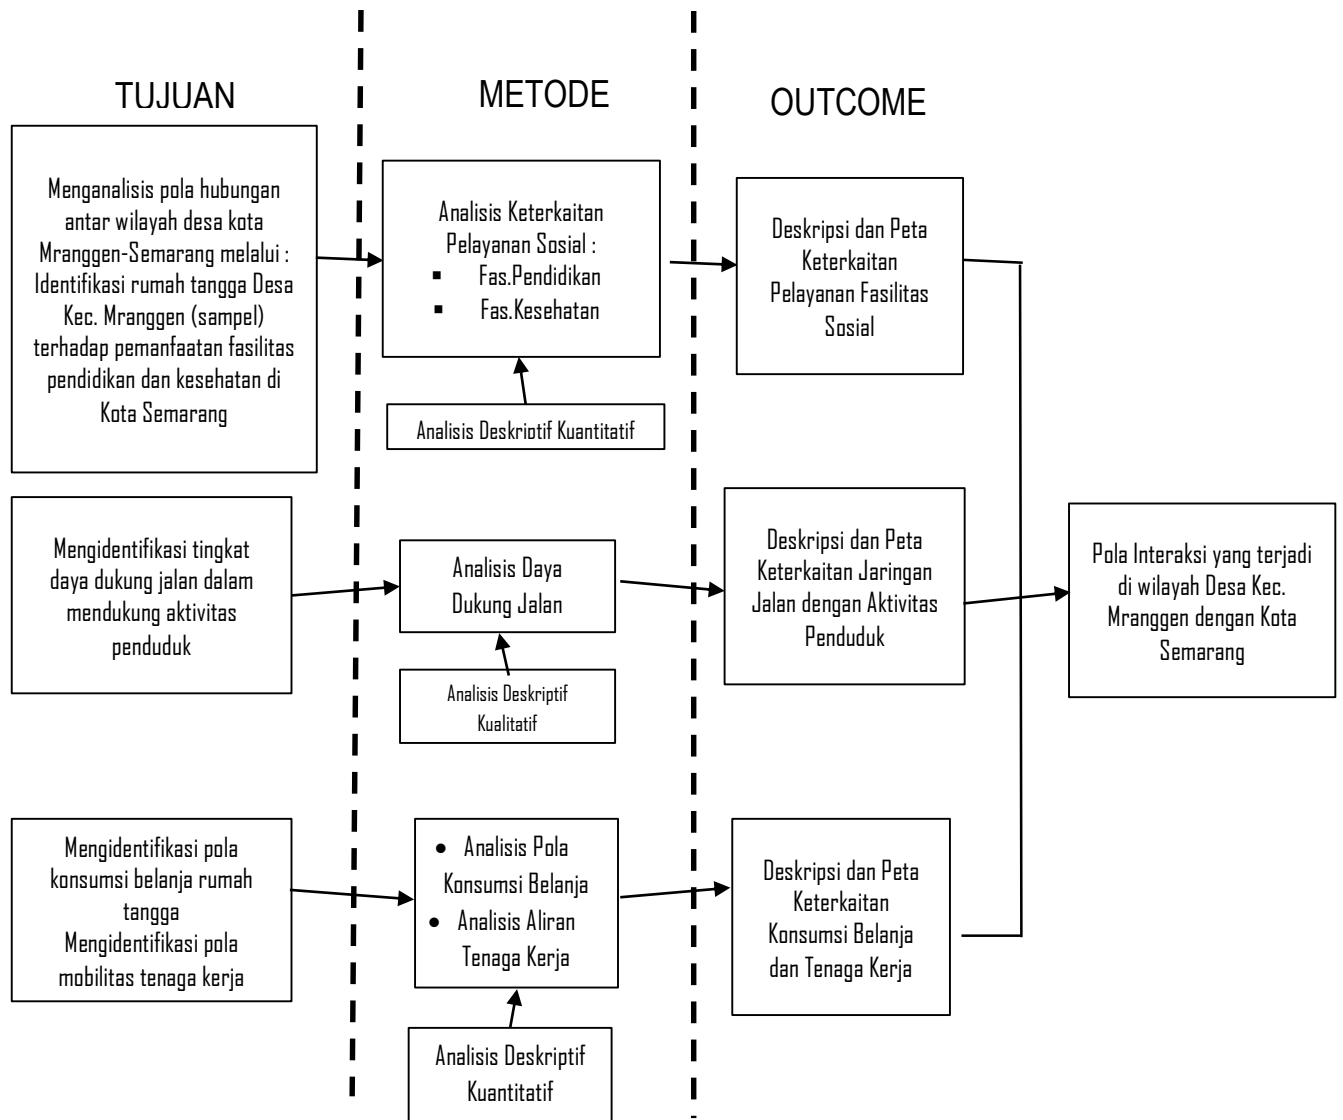 TUJUAN
METODE
OUTCOME
Menganalisis pola hubungan
antar wilayah desa kota
Mranggen-Semarang melalui :
Identifikasi rumah tangga Desa
Kec. Mranggen (sampel)
terhadap pemanfaatan fasilitas
pendidikan dan kesehatan di
Kota Semarang
Analisis Keterkaitan
Pelayanan Sosial :
▪ Fas.Pendidikan
▪ Fas.Kesehatan
Analisis Deskriptif Kuantitatif
Deskripsi dan Peta
Keterkaitan
Pelayanan Fasilitas
Sosial
Mengidentifikasi tingkat
daya dukung jalan dalam
mendukung aktivitas
penduduk
Analisis Daya
Dukung Jalan
Analisis Deskriptif
Kualitatif
Deskripsi dan Peta
Keterkaitan Jaringan
Jalan dengan Aktivitas
Penduduk
Pola Interaksi yang terjadi
di wilayah Desa Kec.
Mranggen dengan Kota
Semarang
Mengidentifikasi pola
konsumsi belanja rumah
tangga
Mengidentifikasi pola
mobilitas tenaga kerja
● Analisis Pola
Konsumsi Belanja
● Analisis Aliran
Tenaga Kerja
Analisis Deskriptif
Kuantitatif
Deskripsi dan Peta
Keterkaitan
Konsumsi Belanja
dan Tenaga Kerja